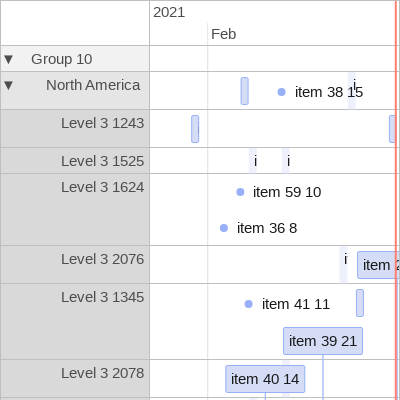 2021
Feb
▼ Group 10
▼ North America
i
item 38 15
Level 3 1243
Level 3 1525
i i
Level 3 1624
item 59 10
item 36 8
Level 3 2076
i item
Level 3 1345
item 41 11
item 39 21
Level 3 2078
item 40 14